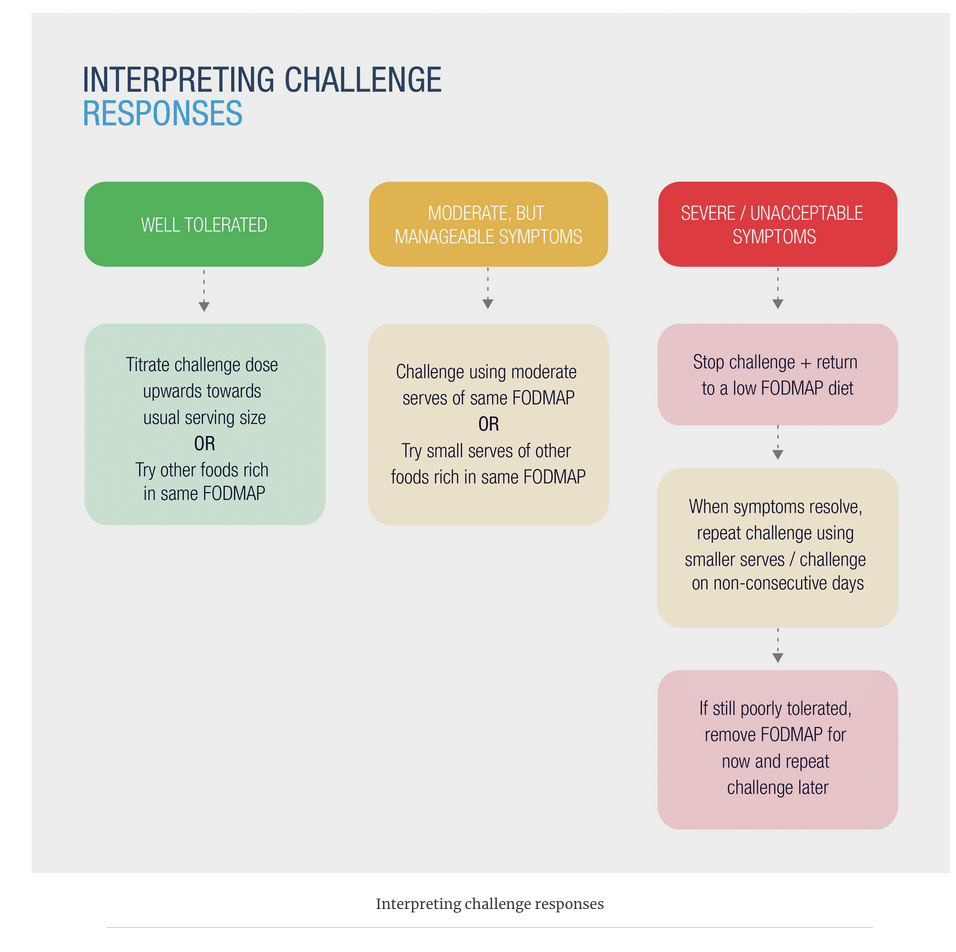 INTERPRETING CHALLENGE
RESPONSES
WELL TOLERATED
Titrate challenge dose
upwards towards
usual serving size
OR
Try other foods rich
in same FODMAP
MODERATE, BUT
MANAGEABLE SYMPTOMS
Challenge using moderate
serves of same FODMAP
OR
Try small serves of other
foods rich in same FODMAP
SEVERE / UNACCEPTABLE
SYMPTOMS
Stop challenge + return
to a low FODMAP diet
When symptoms resolve,
repeat challenge using
smaller serves / challenge
on non-consecutive days
If still poorly tolerated,
remove FODMAP for
now and repeat
challenge later
Interpreting challenge responses